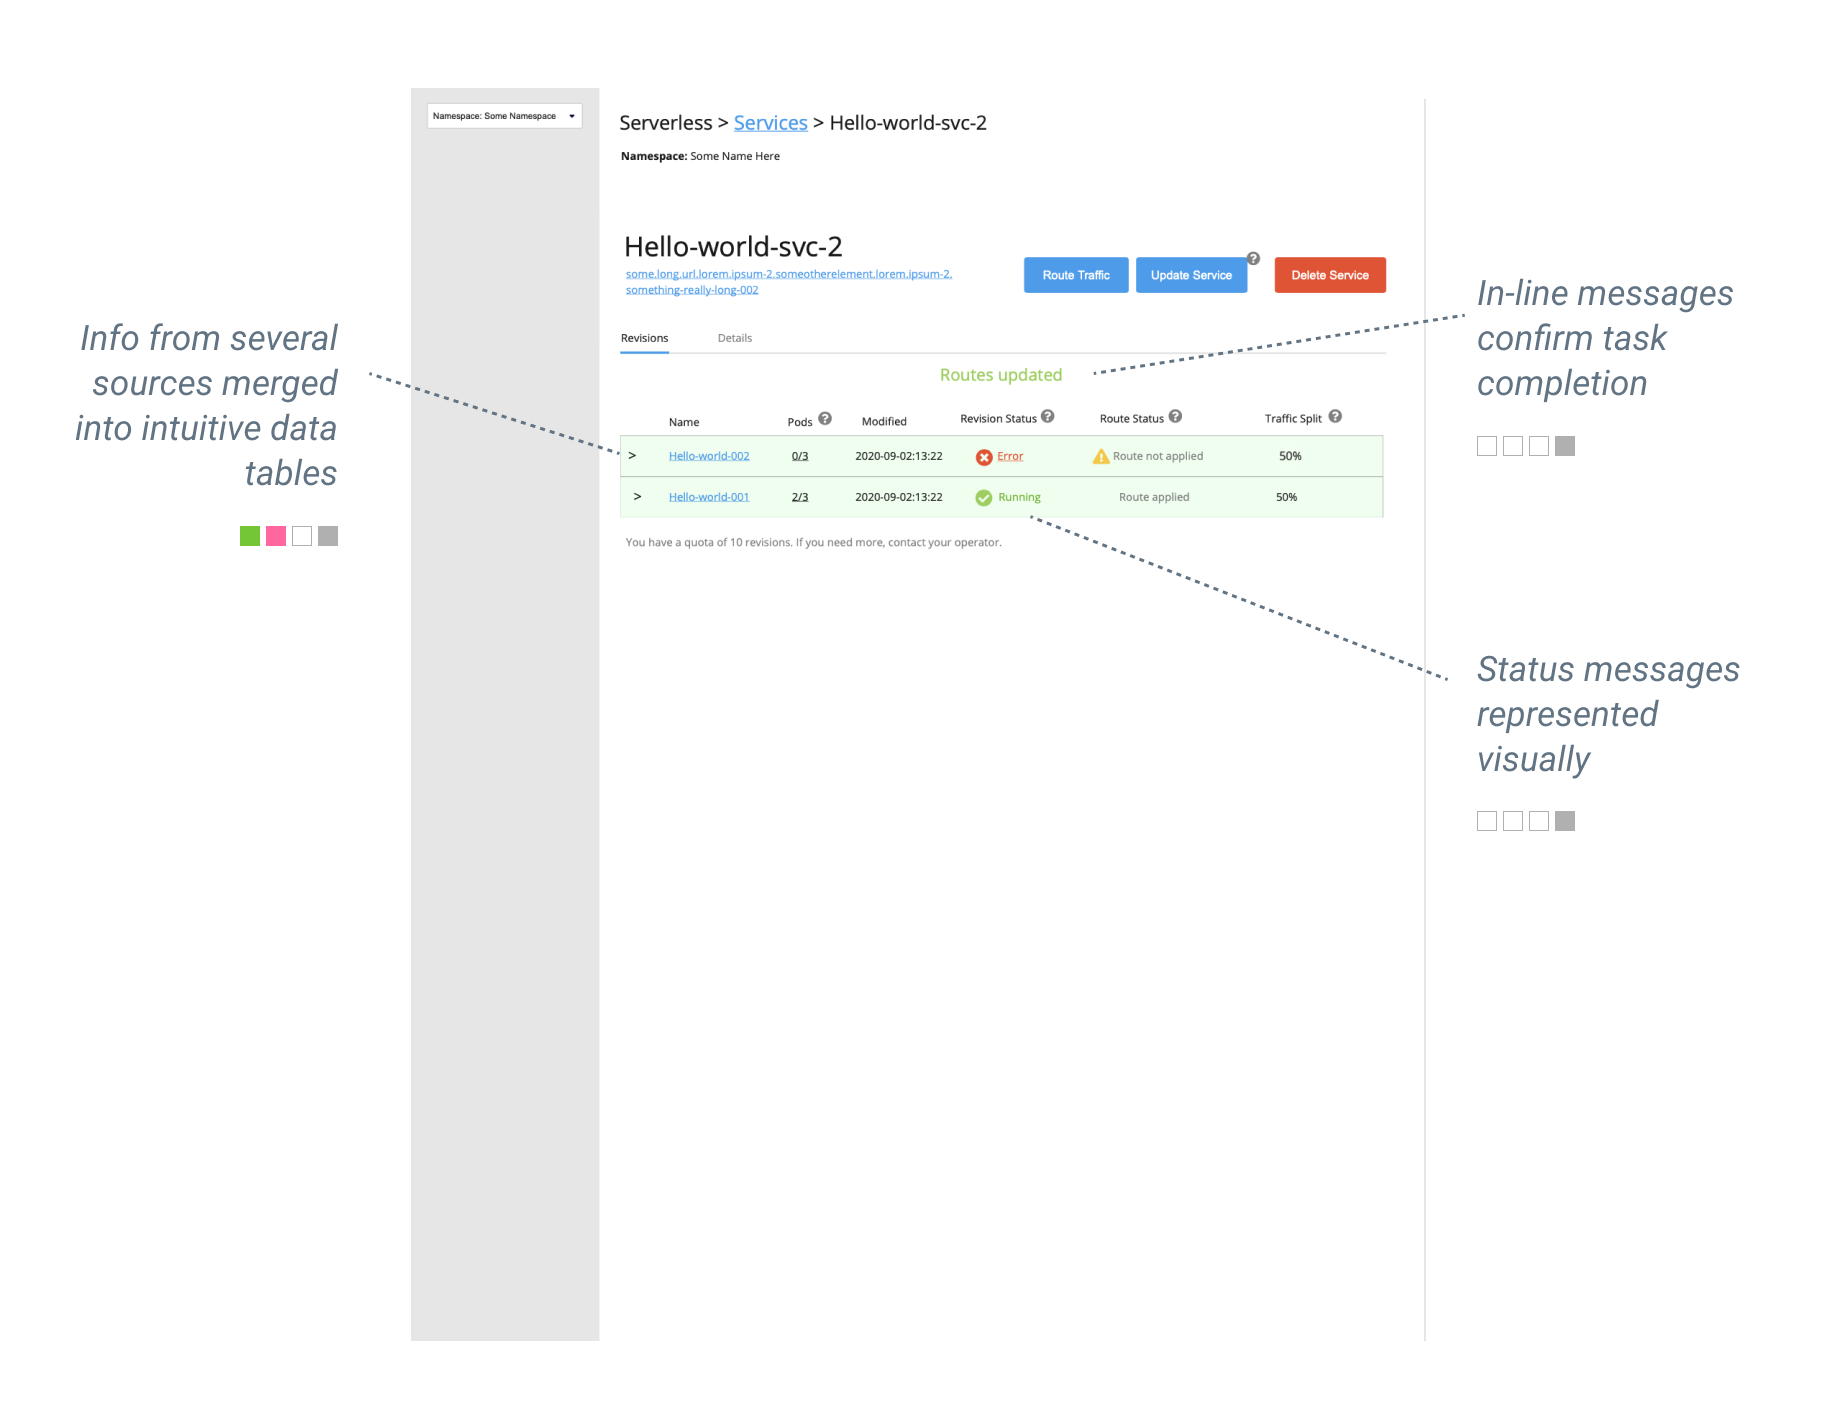 Namespace: Some Namespace
Serverless > Services > Hello-world-svc-2
Namespace: Some Name Here
Hello-world-svc-2
some.long.url.lorem.ipsum-2.someotherelement.lorem.ipsum-2.
something-really-long-002
Route Traffic
Update Service
?
Delete Service
Revisions
Details
Routes updated
Name
Pods ?
Modified
Revision Status ?
Route Status ?
Traffic Split ?
> Hello-world-002 0/3 2020-09-02:13:22 Error Route not applied 50%
> Hello-world-001 2/3 2020-09-02:13:22 Running Route applied 50%
You have a quota of 10 revisions. If you need more, contact your operator.
Info from several
sources merged
into intuitive data
tables
In-line messages
confirm task
completion
Status messages
represented
visually